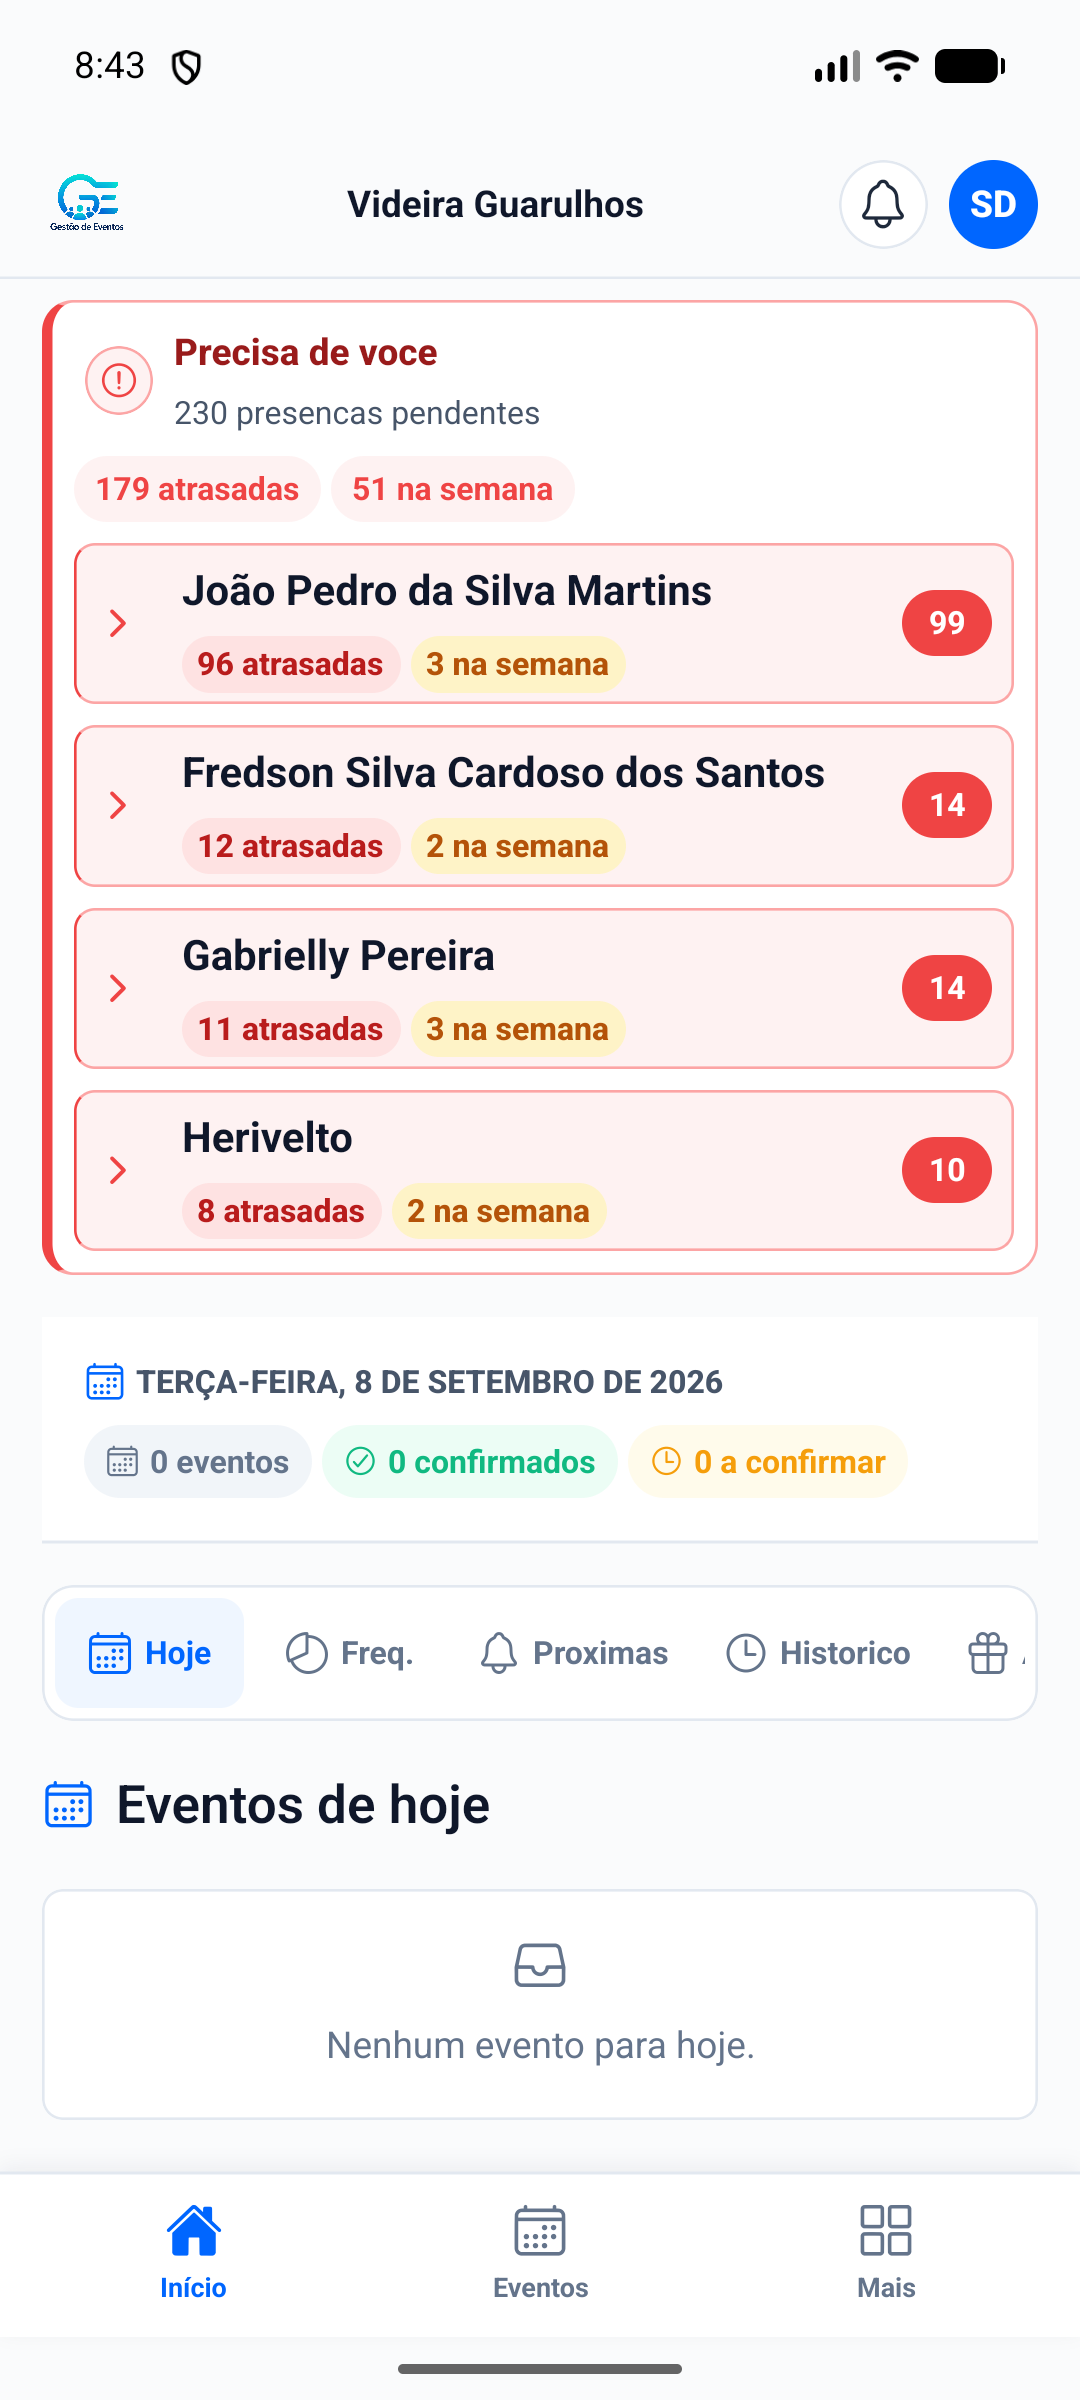 8:43
Gestão de Eventos
Videira Guarulhos
SD
Precisa de voce
230 presencas pendentes
179 atrasadas
51 na semana
João Pedro da Silva Martins
99
96 atrasadas
3 na semana
Fredson Silva Cardoso dos Santos
14
12 atrasadas
2 na semana
Gabrielly Pereira
14
11 atrasadas
3 na semana
Herivelto
10
8 atrasadas
2 na semana
TERÇA-FEIRA, 8 DE SETEMBRO DE 2026
0 eventos
0 confirmados
0 a confirmar
Hoje
Freq.
Proximas
Historico
Eventos de hoje
Nenhum evento para hoje.
Início
Eventos
Mais